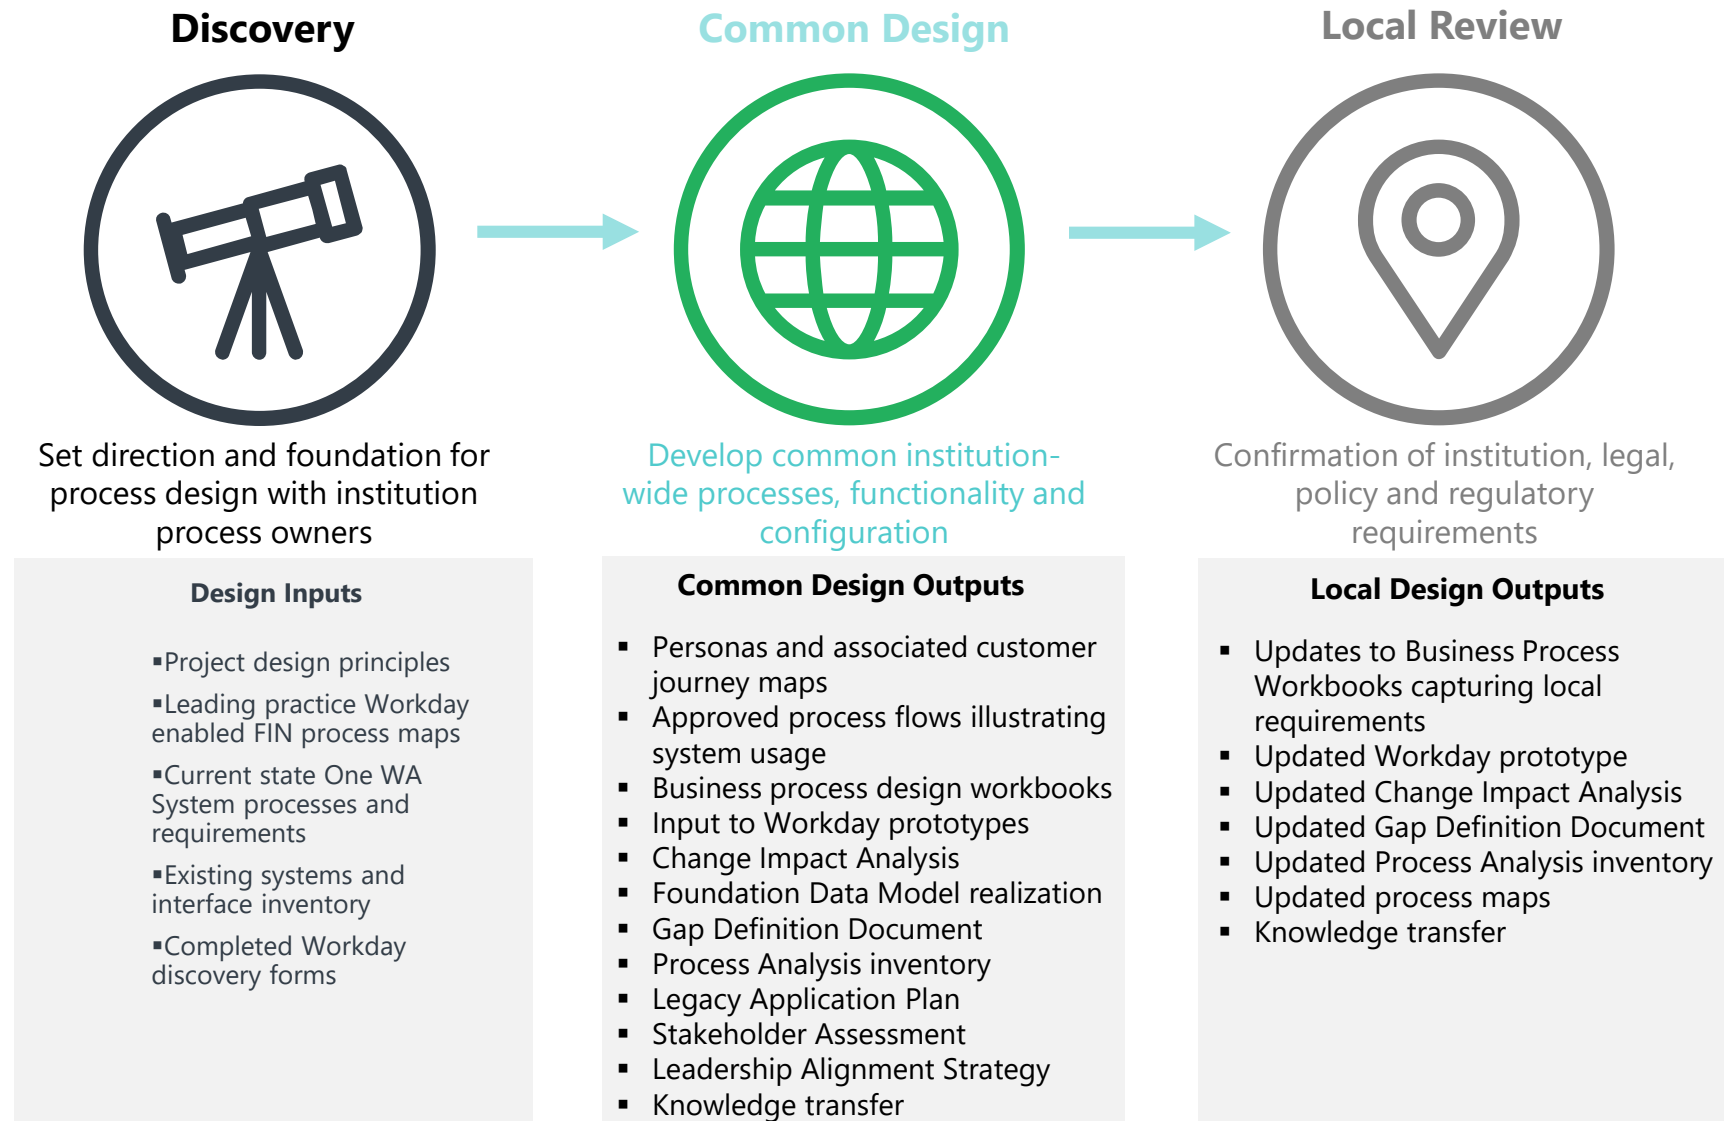 Discovery
Set direction and foundation for
process design with institution
process owners
Design Inputs
▪Project design principles
▪Leading practice Workday
enabled FIN process maps
▪Current state One WA
System processes and
requirements
▪Existing systems and
interface inventory
▪Completed Workday
discovery forms
Common Design
Develop common institution-
wide processes, functionality and
configuration
Common Design Outputs
▪ Personas and associated customer
journey maps
▪ Approved process flows illustrating
system usage
▪ Business process design workbooks
▪ Input to Workday prototypes
▪ Change Impact Analysis
▪ Foundation Data Model realization
▪ Gap Definition Document
▪ Process Analysis inventory
▪ Legacy Application Plan
▪ Stakeholder Assessment
▪ Leadership Alignment Strategy
▪ Knowledge transfer
Local Review
Confirmation of institution, legal,
policy and regulatory
requirements
Local Design Outputs
▪ Updates to Business Process
Workbooks capturing local
requirements
▪ Updated Workday prototype
▪ Updated Change Impact Analysis
▪ Updated Gap Definition Document
▪ Updated Process Analysis inventory
▪ Updated process maps
▪ Knowledge transfer